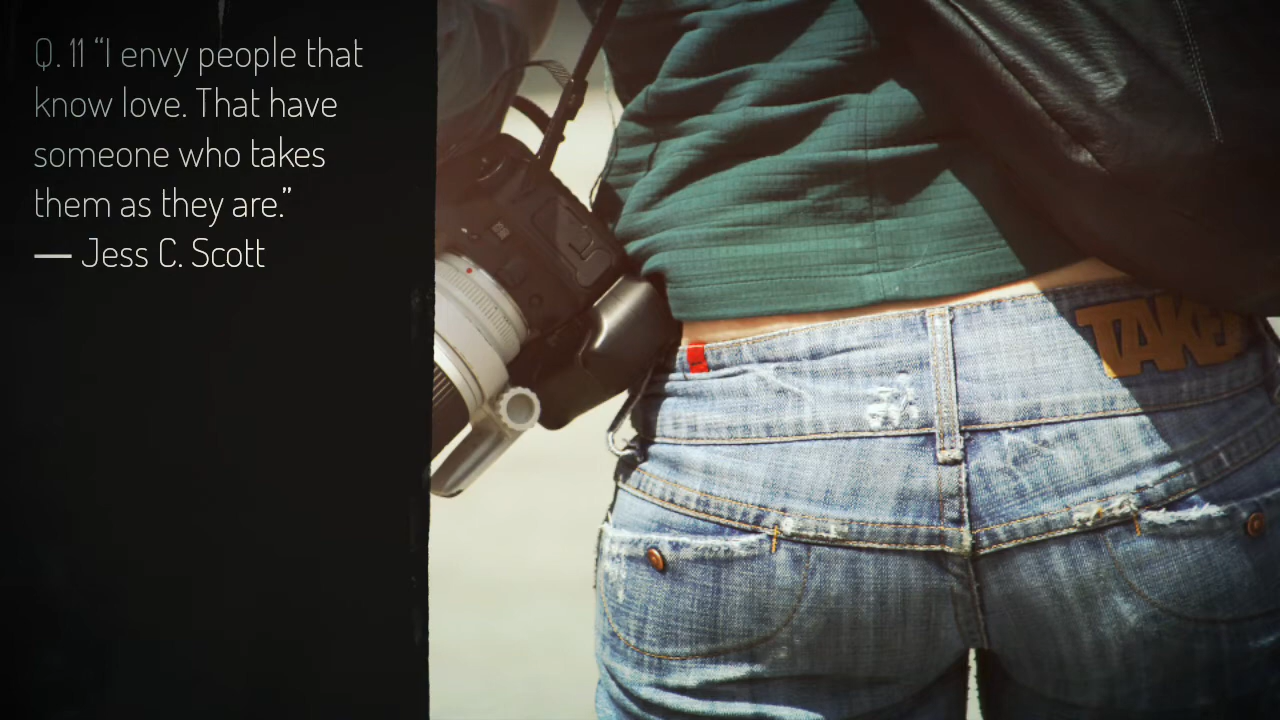 Q. 11 “I envy people that
know love. That have
someone who takes
them as they are.”
— Jess C. Scott